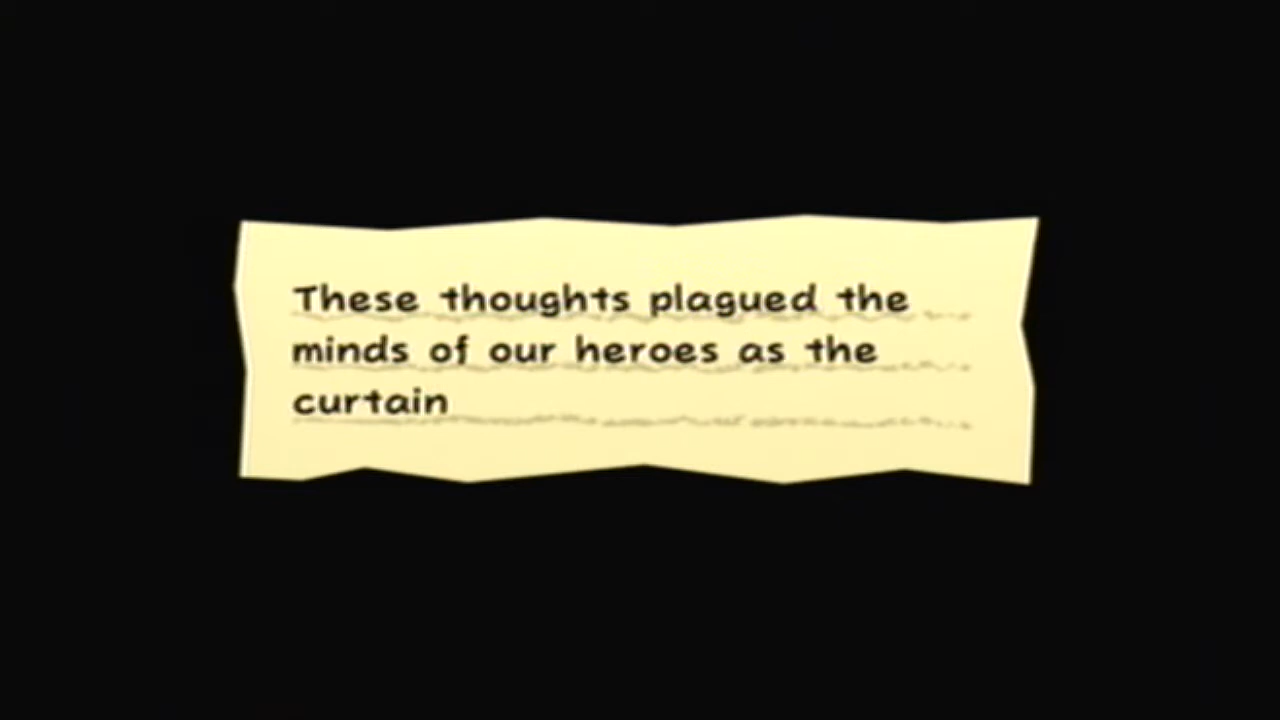 These thoughts plagued the
minds of our heroes as the
curtain